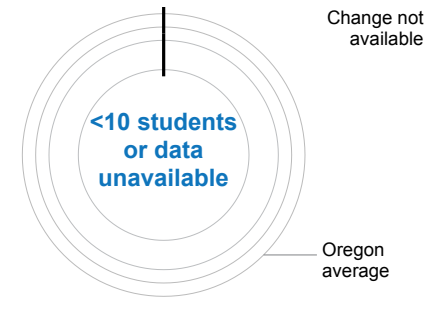 Change not
available
<10 students
or data
unavailable
Oregon
average